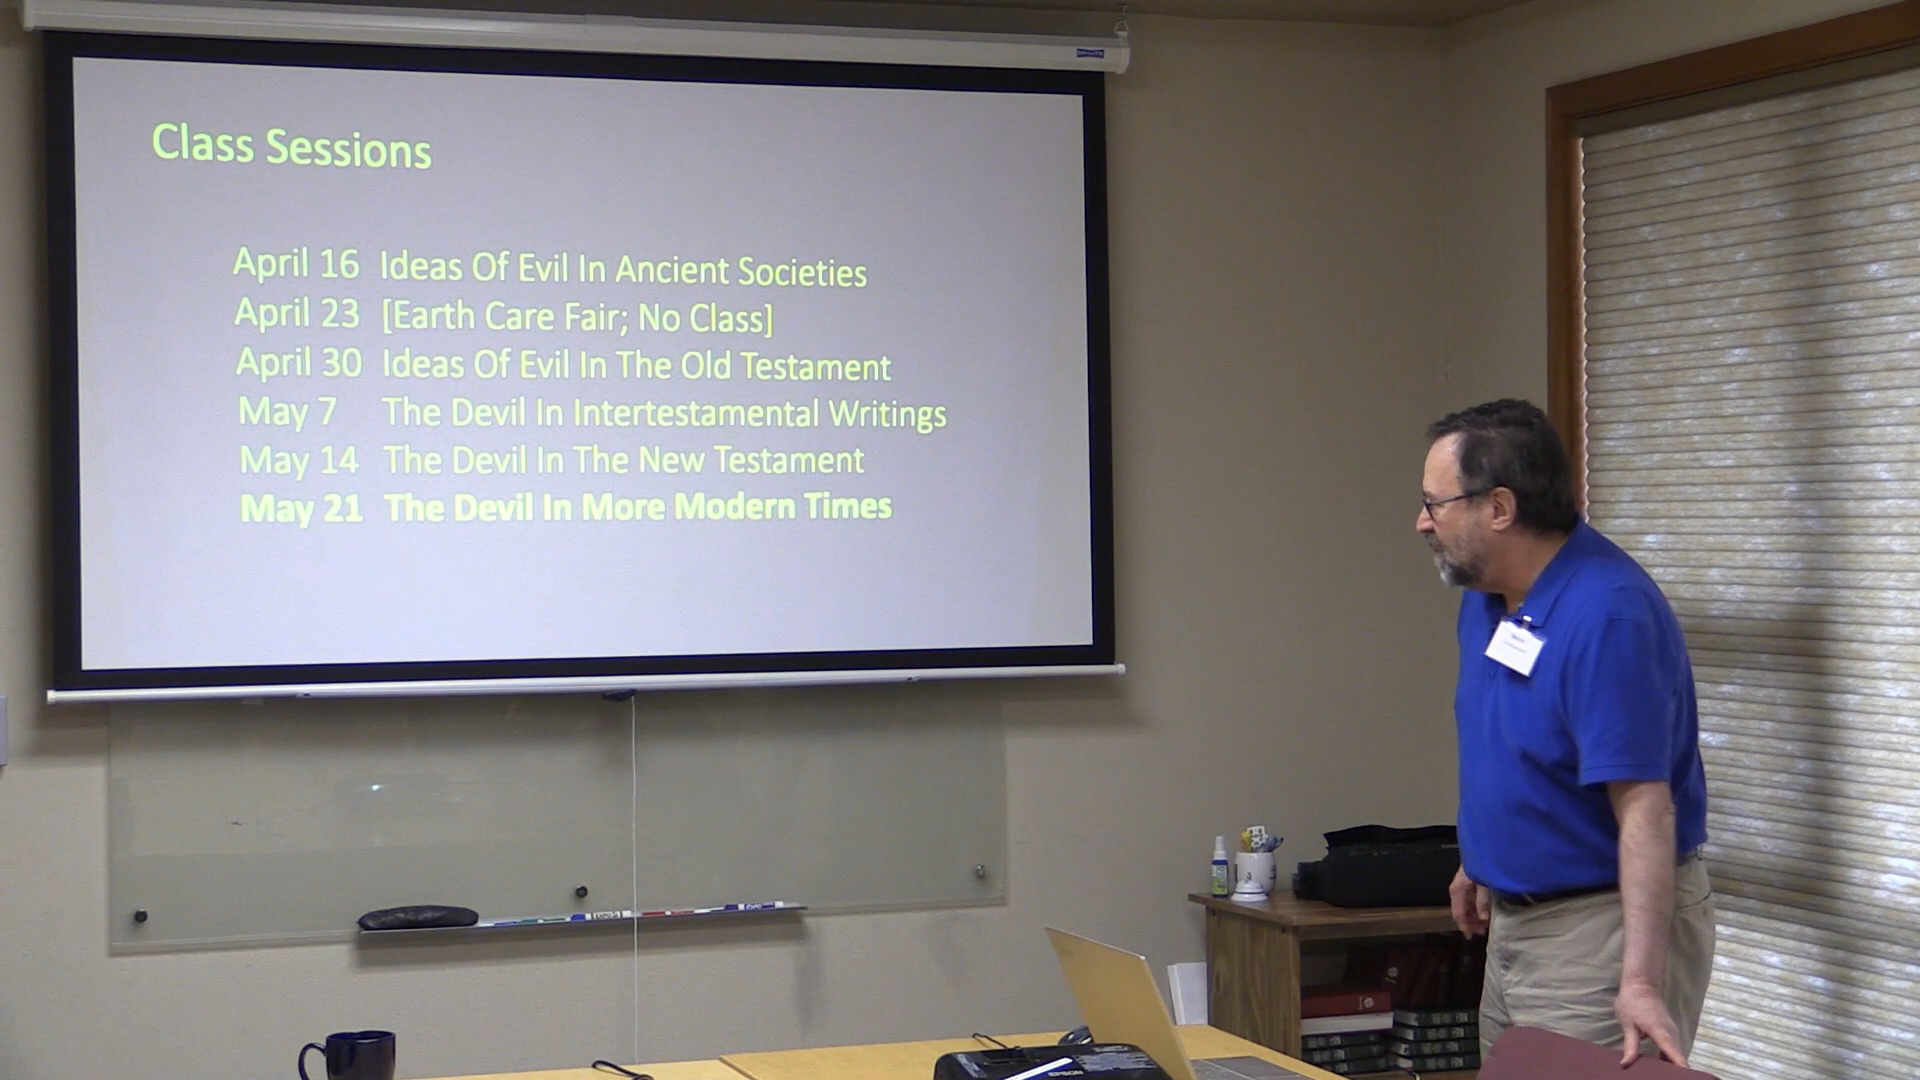 Class Sessions
April 16 Ideas Of Evil In Ancient Societies
April 23 [Earth Care Fair; No Class]
April 30 Ideas Of Evil In The Old Testament
May 7 The Devil In Intertestamental Writings
May 14 The Devil In The New Testament
May 21 The Devil In More Modern Times
EXPO
EPSON